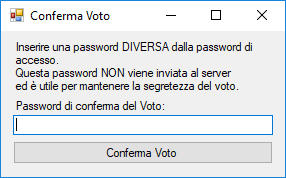 Conferma Voto
Inserire una password DIVERSA dalla password di
accesso.
Questa password NON viene inviata al server
ed è utile per mantenere la segretezza del voto.
Password di conferma del Voto:
Conferma Voto